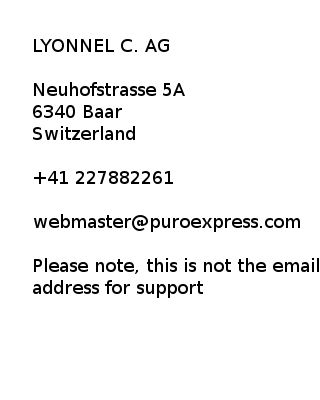 LYONNEL C. AG
Neuhofstrasse 5A
6340 Baar
Switzerland
+41 227882261
webmaster@puroexpress.com
Please note, this is not the email
address for support